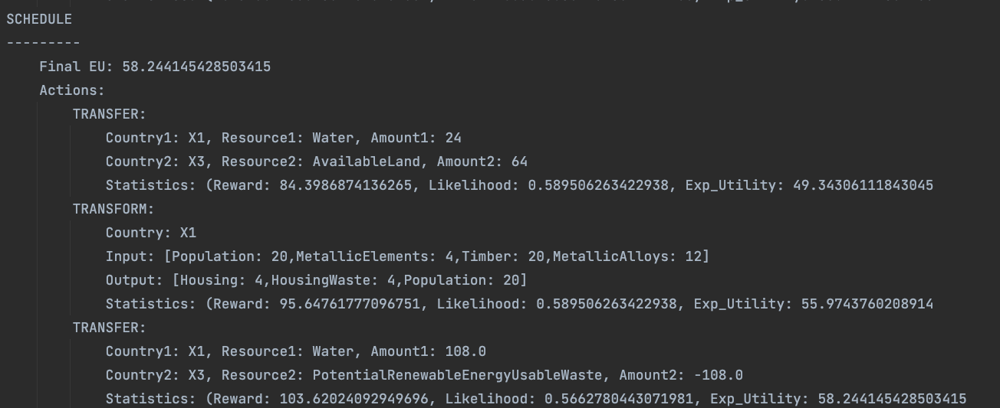 SCHEDULE
---------
Final EU: 58.244145428503415
Actions:
TRANSFER:
Country1: X1, Resource1: Water, Amount1: 24
Country2: X3, Resource2: AvailableLand, Amount2: 64
Statistics: (Reward: 84.3986874136265, Likelihood: 0.589506263422938, Exp_Utility: 49.34306111843045
TRANSFORM:
Country: X1
Input: [Population: 20,MetallicElements: 4,Timber: 20,MetallicAlloys: 12]
Output: [Housing: 4,HousingWaste: 4,Population: 20]
Statistics: (Reward: 95.64761777096751, Likelihood: 0.589506263422938, Exp_Utility: 55.9743760208914
TRANSFER:
Country1: X1, Resource1: Water, Amount1: 108.0
Country2: X3, Resource2: PotentialRenewableEnergyUsableWaste, Amount2: -108.0
Statistics: (Reward: 103.62024092949696, Likelihood: 0.5662780443071981, Exp_Utility: 58.244145428503415